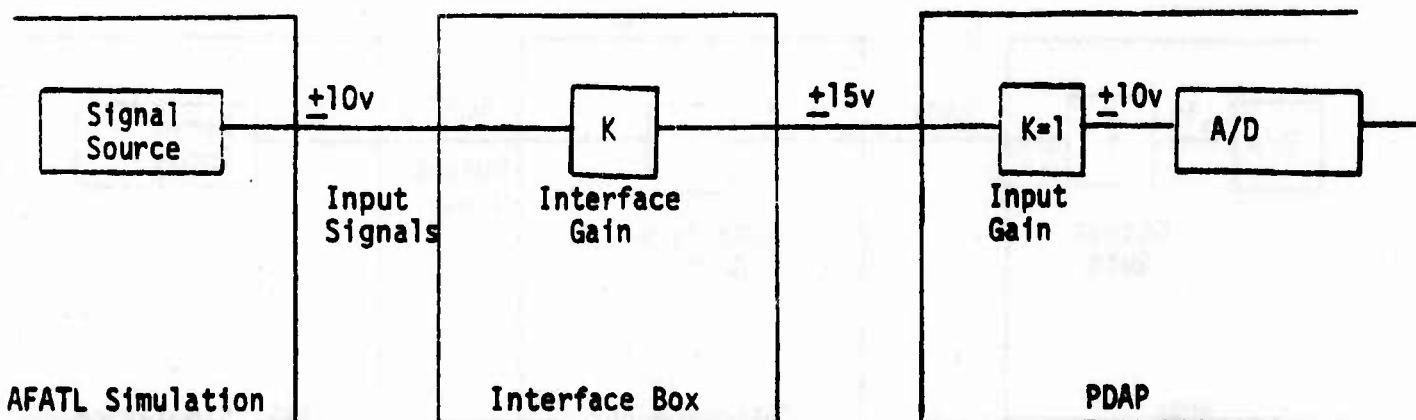 Signal
Source
±10v
Input
Signals
K
Interface
Gain
±15v
K=1
Input
Gain
±10v
A/D
AFATL Simulation
Interface Box
PDAP